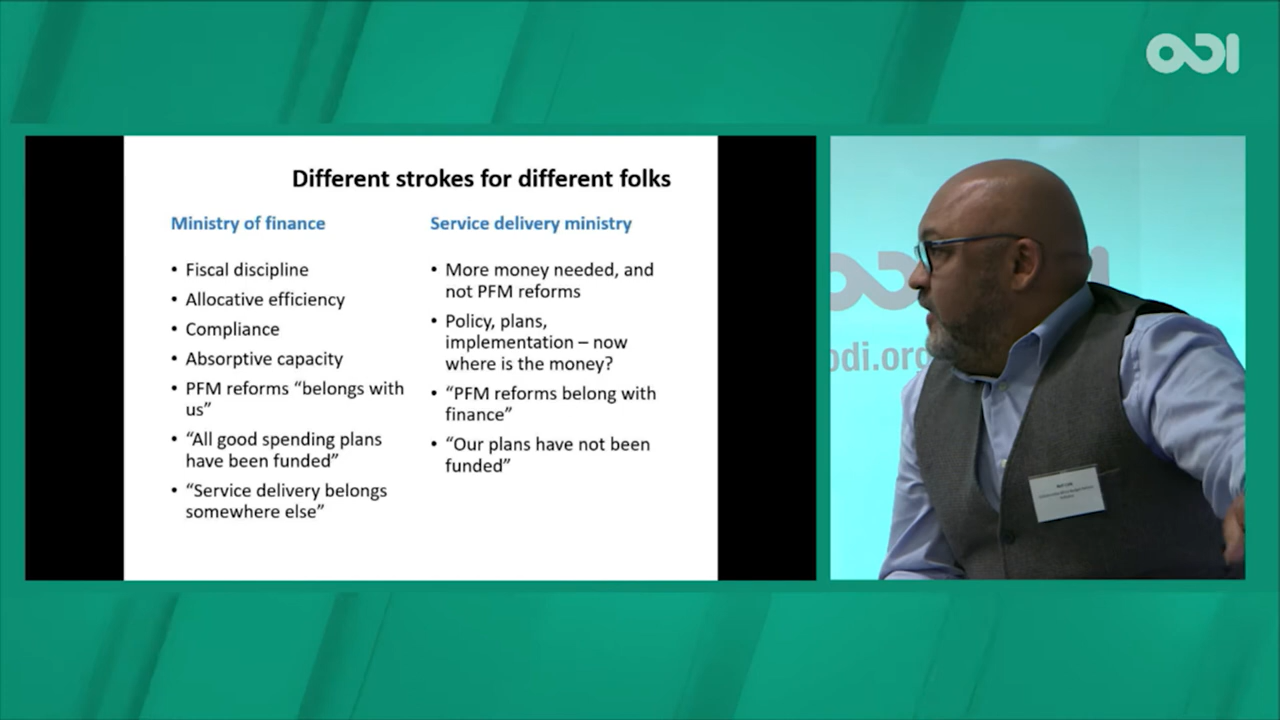 ODI
Different strokes for different folks
Ministry of finance
• Fiscal discipline
• Allocative efficiency
• Compliance
• Absorptive capacity
• PFM reforms “belongs with
us”
• “All good spending plans
have been funded”
• “Service delivery belongs
somewhere else”
Service delivery ministry
• More money needed, and
not PFM reforms
• Policy, plans,
implementation – now
where is the money?
• “PFM reforms belong with
finance”
• “Our plans have not been
funded”
odi.org